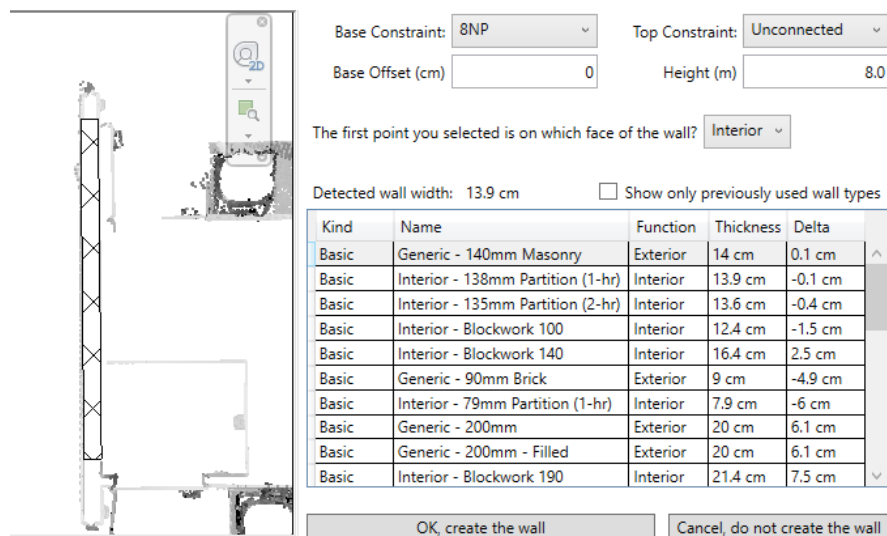 2D
Base Constraint: 8NP Top Constraint: Unconnected
Base Offset (cm) 0 Height (m) 8.0
The first point you selected is on which face of the wall? Interior
Detected wall width: 13.9 cm Show only previously used wall types
Kind Name Function Thickness Delta
Basic Generic - 140mm Masonry Exterior 14 cm 0.1 cm
Basic Interior - 138mm Partition (1-hr) Interior 13.9 cm -0.1 cm
Basic Interior - 135mm Partition (2-hr) Interior 13.6 cm -0.4 cm
Basic Interior - Blockwork 100 Interior 12.4 cm -1.5 cm
Basic Interior - Blockwork 140 Interior 16.4 cm 2.5 cm
Basic Generic - 90mm Brick Exterior 9 cm -4.9 cm
Basic Interior - 79mm Partition (1-hr) Interior 7.9 cm -6 cm
Basic Generic - 200mm Exterior 20 cm 6.1 cm
Basic Generic - 200mm - Filled Exterior 20 cm 6.1 cm
Basic Interior - Blockwork 190 Interior 21.4 cm 7.5 cm
OK, create the wall Cancel, do not create the wall